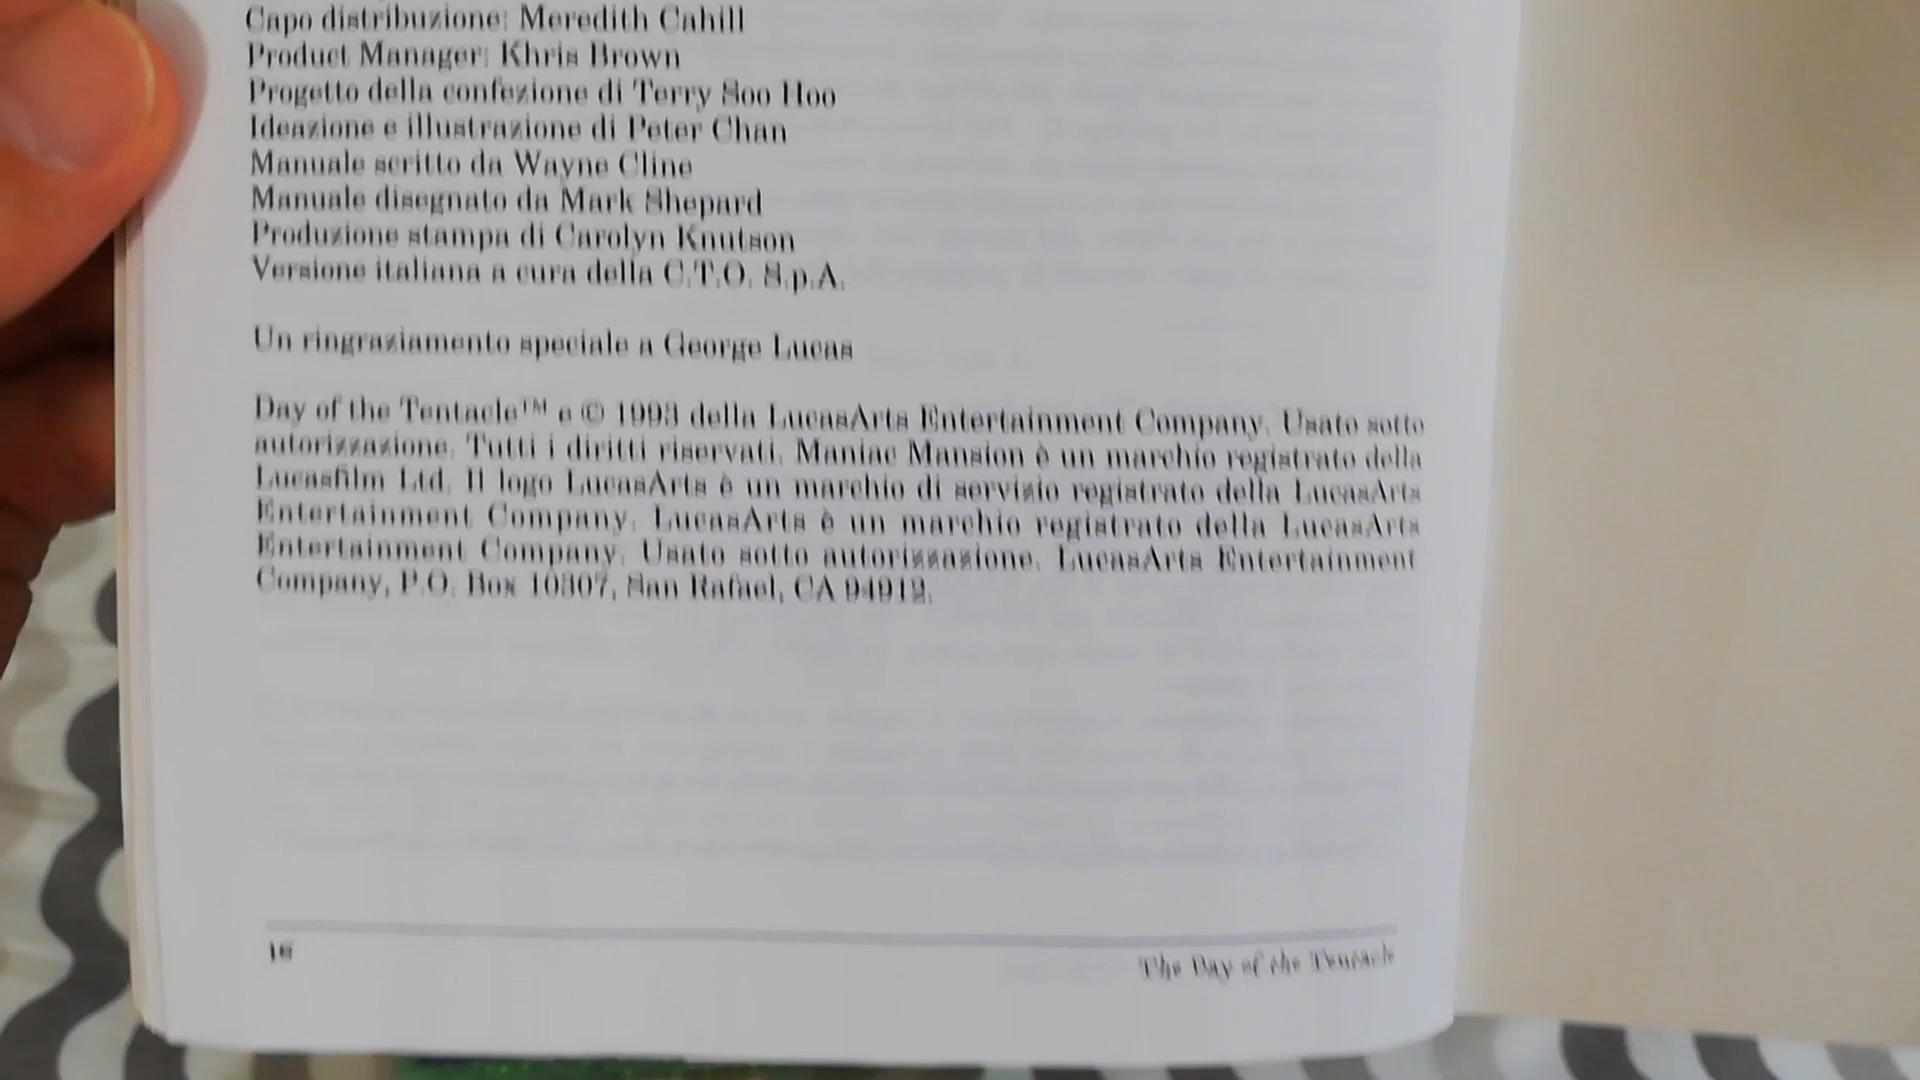 Capo distribuzione: Meredith Cahill
Product Manager: Khris Brown
Progetto della confezione di Terry Soo Hoo
Ideazione e illustrazione di Peter Chan
Manuale scritto da Wayne Cline
Manuale disegnato da Mark Shepard
Produzione stampa di Carolyn Knutson
Versione italiana a cura della C.T.O. S.p.A.
Un ringraziamento speciale a George Lucas
Day of the Tentacle™ e © 1993 della LucasArts Entertainment Company. Usato sotto
autorizzazione. Tutti i diritti riservati. Maniac Mansion è un marchio registrato della
Lucasfilm Ltd. Il logo LucasArts è un marchio di servizio registrato della LucasArts
Entertainment Company. LucasArts è un marchio registrato della LucasArts
Entertainment Company. Usato sotto autorizzazione. LucasArts Entertainment
Company, P.O. Box 10307, San Rafael, CA 94912.
The Day of the Tentacle